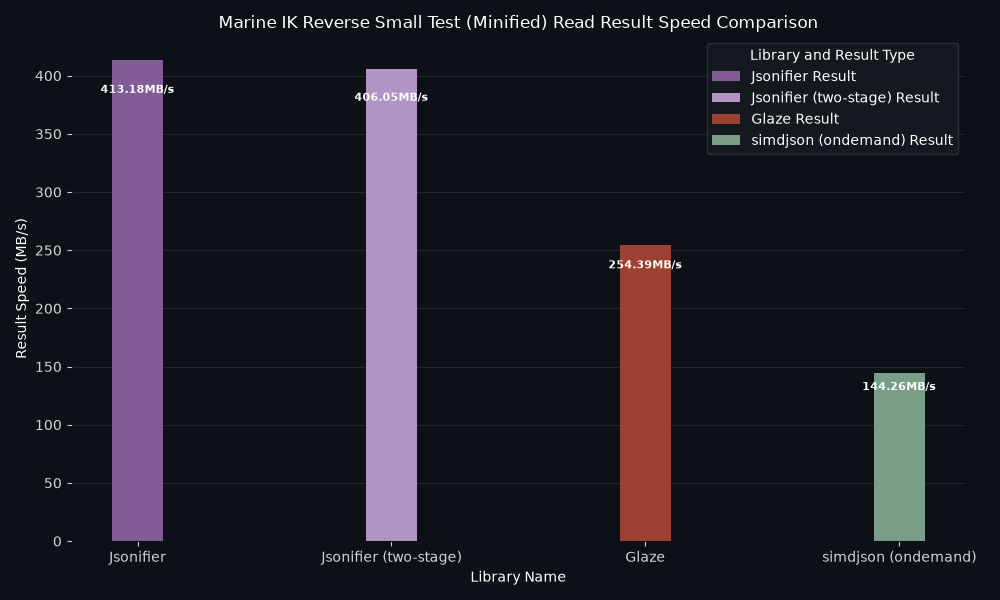 Marine IK Reverse Small Test (Minified) Read Result Speed Comparison
Library and Result Type
Jsonifier Result
Jsonifier (two-stage) Result
Glaze Result
simdjson (ondemand) Result
Result Speed (MB/s)
400
350
300
250
200
150
100
50
0
413.18MB/s
406.05MB/s
254.39MB/s
144.26MB/s
Jsonifier
Jsonifier (two-stage)
Glaze
simdjson (ondemand)
Library Name